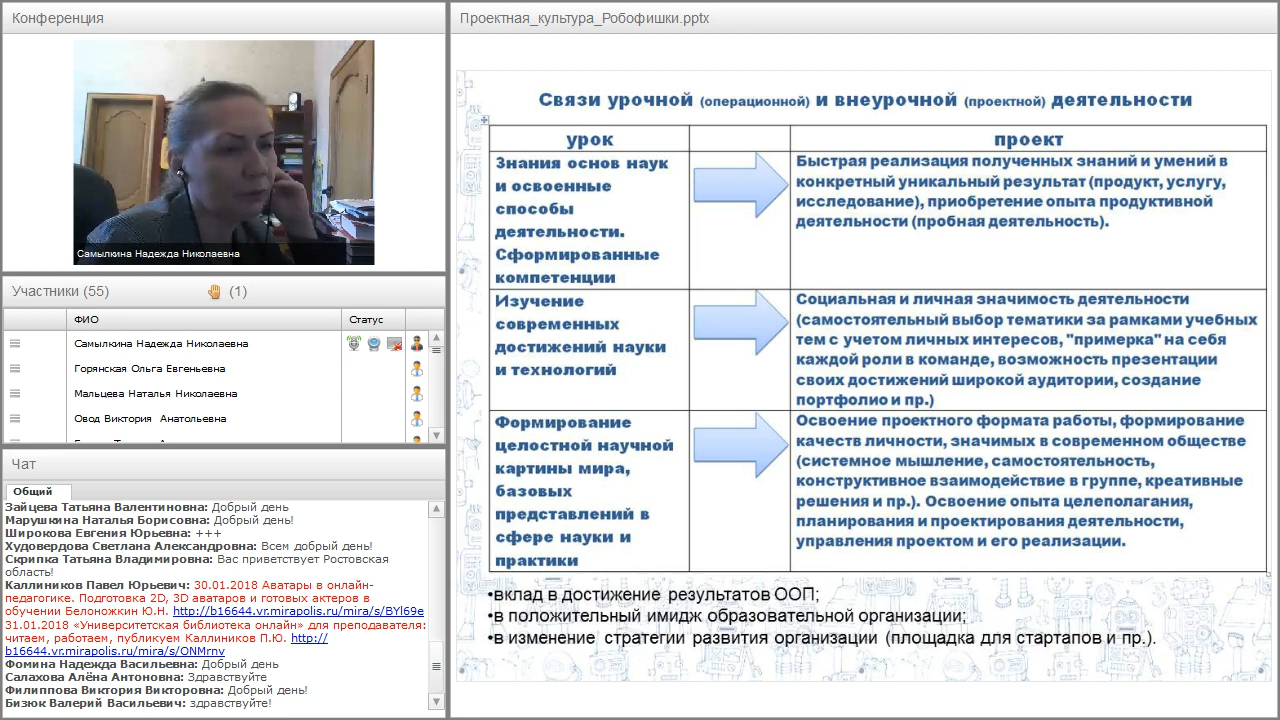 Конференция
Самылкина Надежда Николаевна
Участники (55)
(1)
ФИО
Статус
Самылкина Надежда Николаевна
Горянская Ольга Евгеньевна
Мальцева Наталья Николаевна
Овод Виктория Анатольевна
Чат
Общий
Зайцева Татьяна Валентиновна: Добрый день
Марушкина Наталья Борисовна: Добрый день!
Широкова Евгения Юрьевна: +++
Худовердова Светлана Александровна: Всем добрый день!
Скрипка Татьяна Владимировна: Вас приветствует Ростовская
область!
Каллиников Павел Юрьевич: 30.01.2018 Аватары в онлайн-
педагогике. Подготовка 2D, 3D аватаров и готовых актеров в
обучении Белоножкин Ю.Н. http://b16644.vr.mirapolis.ru/mira/s/BYl69e
31.01.2018 «Университетская библиотека онлайн» для преподавателя:
читаем, работаем, публикуем Каллиников П.Ю. http://
b16644.vr.mirapolis.ru/mira/s/ONMrnv
Фомина Надежда Васильевна: Добрый день
Салахова Алёна Антоновна: Здравствуйте
Филиппова Виктория Викторовна: Добрый день!
Бизюк Валерий Васильевич: здравствуйте!
Проектная_культура_Робофишки.pptx
Связи урочной (операционной) и внеурочной (проектной) деятельности
урок
проект
Знания основ наук
и освоенные
способы
деятельности.
Сформированные
компетенции
Быстрая реализация полученных знаний и умений в
конкретный уникальный результат (продукт, услугу,
исследование), приобретение опыта продуктивной
деятельности (пробная деятельность).
Изучение
современных
достижений науки
и технологий
Социальная и личная значимость деятельности
(самостоятельный выбор тематики за рамками учебных
тем с учетом личных интересов, "примерка" на себя
каждой роли в команде, возможность презентации
своих достижений широкой аудитории, создание
портфолио и пр.)
Формирование
целостной научной
картины мира,
базовых
представлений в
сфере науки и
практики
Освоение проектного формата работы, формирование
качеств личности, значимых в современном обществе
(системное мышление, самостоятельность,
конструктивное взаимодействие в группе, креативные
решения и пр.). Освоение опыта целеполагания,
планирования и проектирования деятельности,
управления проектом и его реализации.
•вклад в достижение результатов ООП;
•в положительный имидж образовательной организации;
•в изменение стратегии развития организации (площадка для стартапов и пр.).